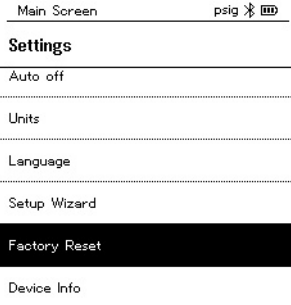 Main Screen psig
Settings
Auto off
Units
Language
Setup Wizard
Factory Reset
Device Info